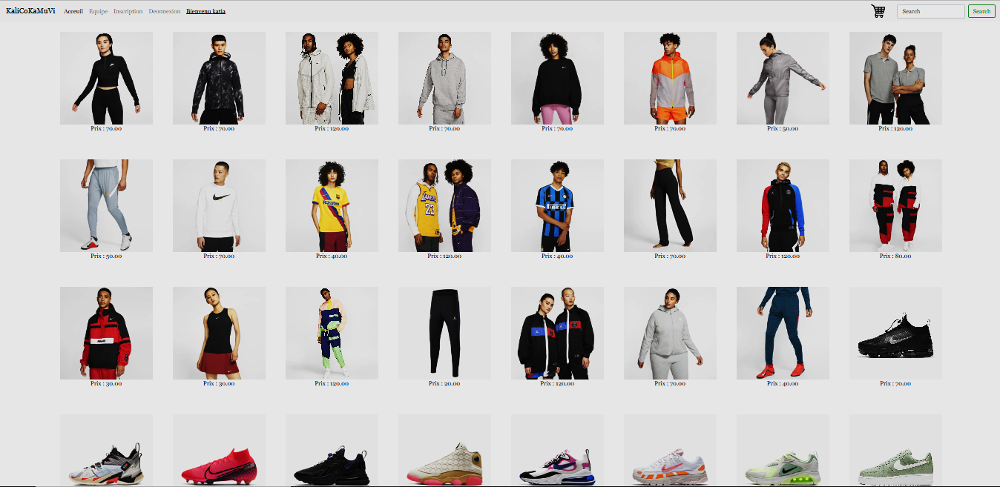 KaliCoKaMuVi Acceuil Equipe Inscription Deonnexion Bienvenu katia Search Search
Prix : 70.00 Prix : 70.00 Prix : 120.00 Prix : 70.00 Prix : 70.00 Prix : 70.00 Prix : 50.00 Prix : 120.00
Rakuten
LAKERS
23
PIRELLI
Prix : 50.00 Prix : 70.00 Prix : 40.00 Prix : 120.00 Prix : 40.00 Prix : 70.00 Prix : 120.00 Prix : 80.00
Prix : 30.00 Prix : 30.00 Prix : 120.00 Prix : 20.00 Prix : 120.00 Prix : 70.00 Prix : 40.00 Prix : 70.00